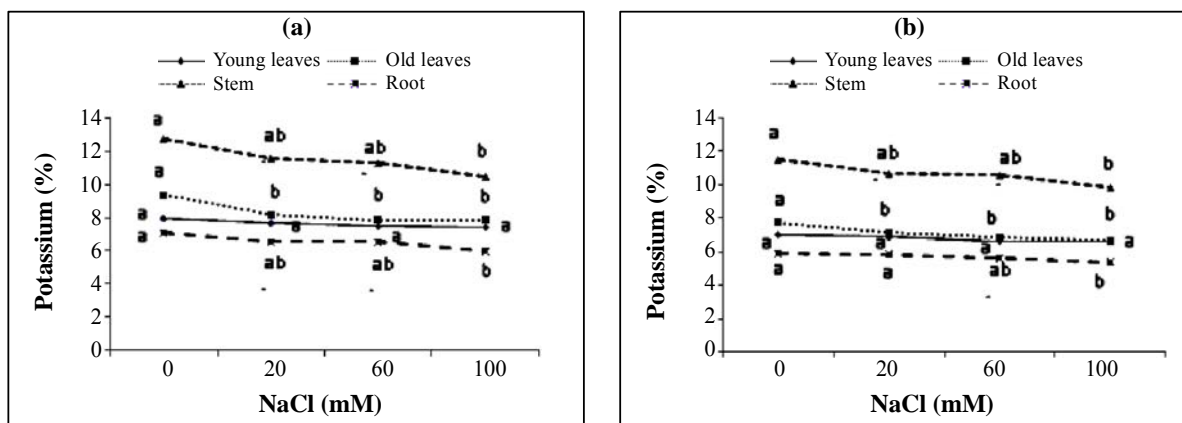 (a)
Young leaves Old leaves
Stem Root
Potassium (%)
14
12
10
8
6
4
2
0
a ab ab b
a b b b
a a a a
a ab ab b
0 20 60 100
NaCl (mM)
(b)
Young leaves Old leaves
Stem Root
Potassium (%)
14
12
10
8
6
4
2
0
a ab ab b
a b b b
a a a a
a a ab b
0 20 60 100
NaCl (mM)